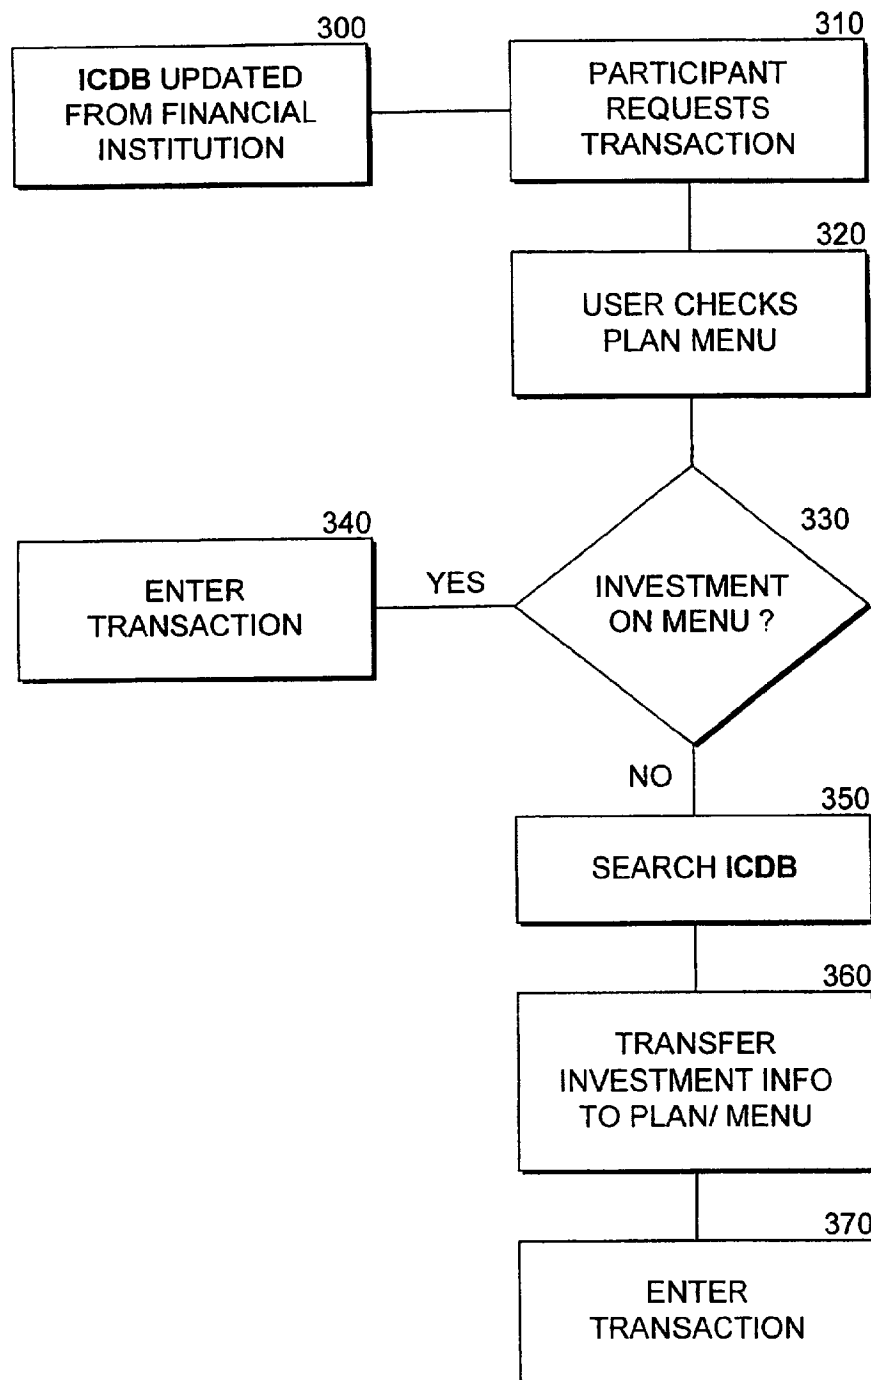 300
ICDB UPDATED
FROM FINANCIAL
INSTITUTION
310
PARTICIPANT
REQUESTS
TRANSACTION
320
USER CHECKS
PLAN MENU
330
INVESTMENT
ON MENU ?
YES
340
ENTER
TRANSACTION
NO
350
SEARCH ICDB
360
TRANSFER
INVESTMENT INFO
TO PLAN/ MENU
370
ENTER
TRANSACTION